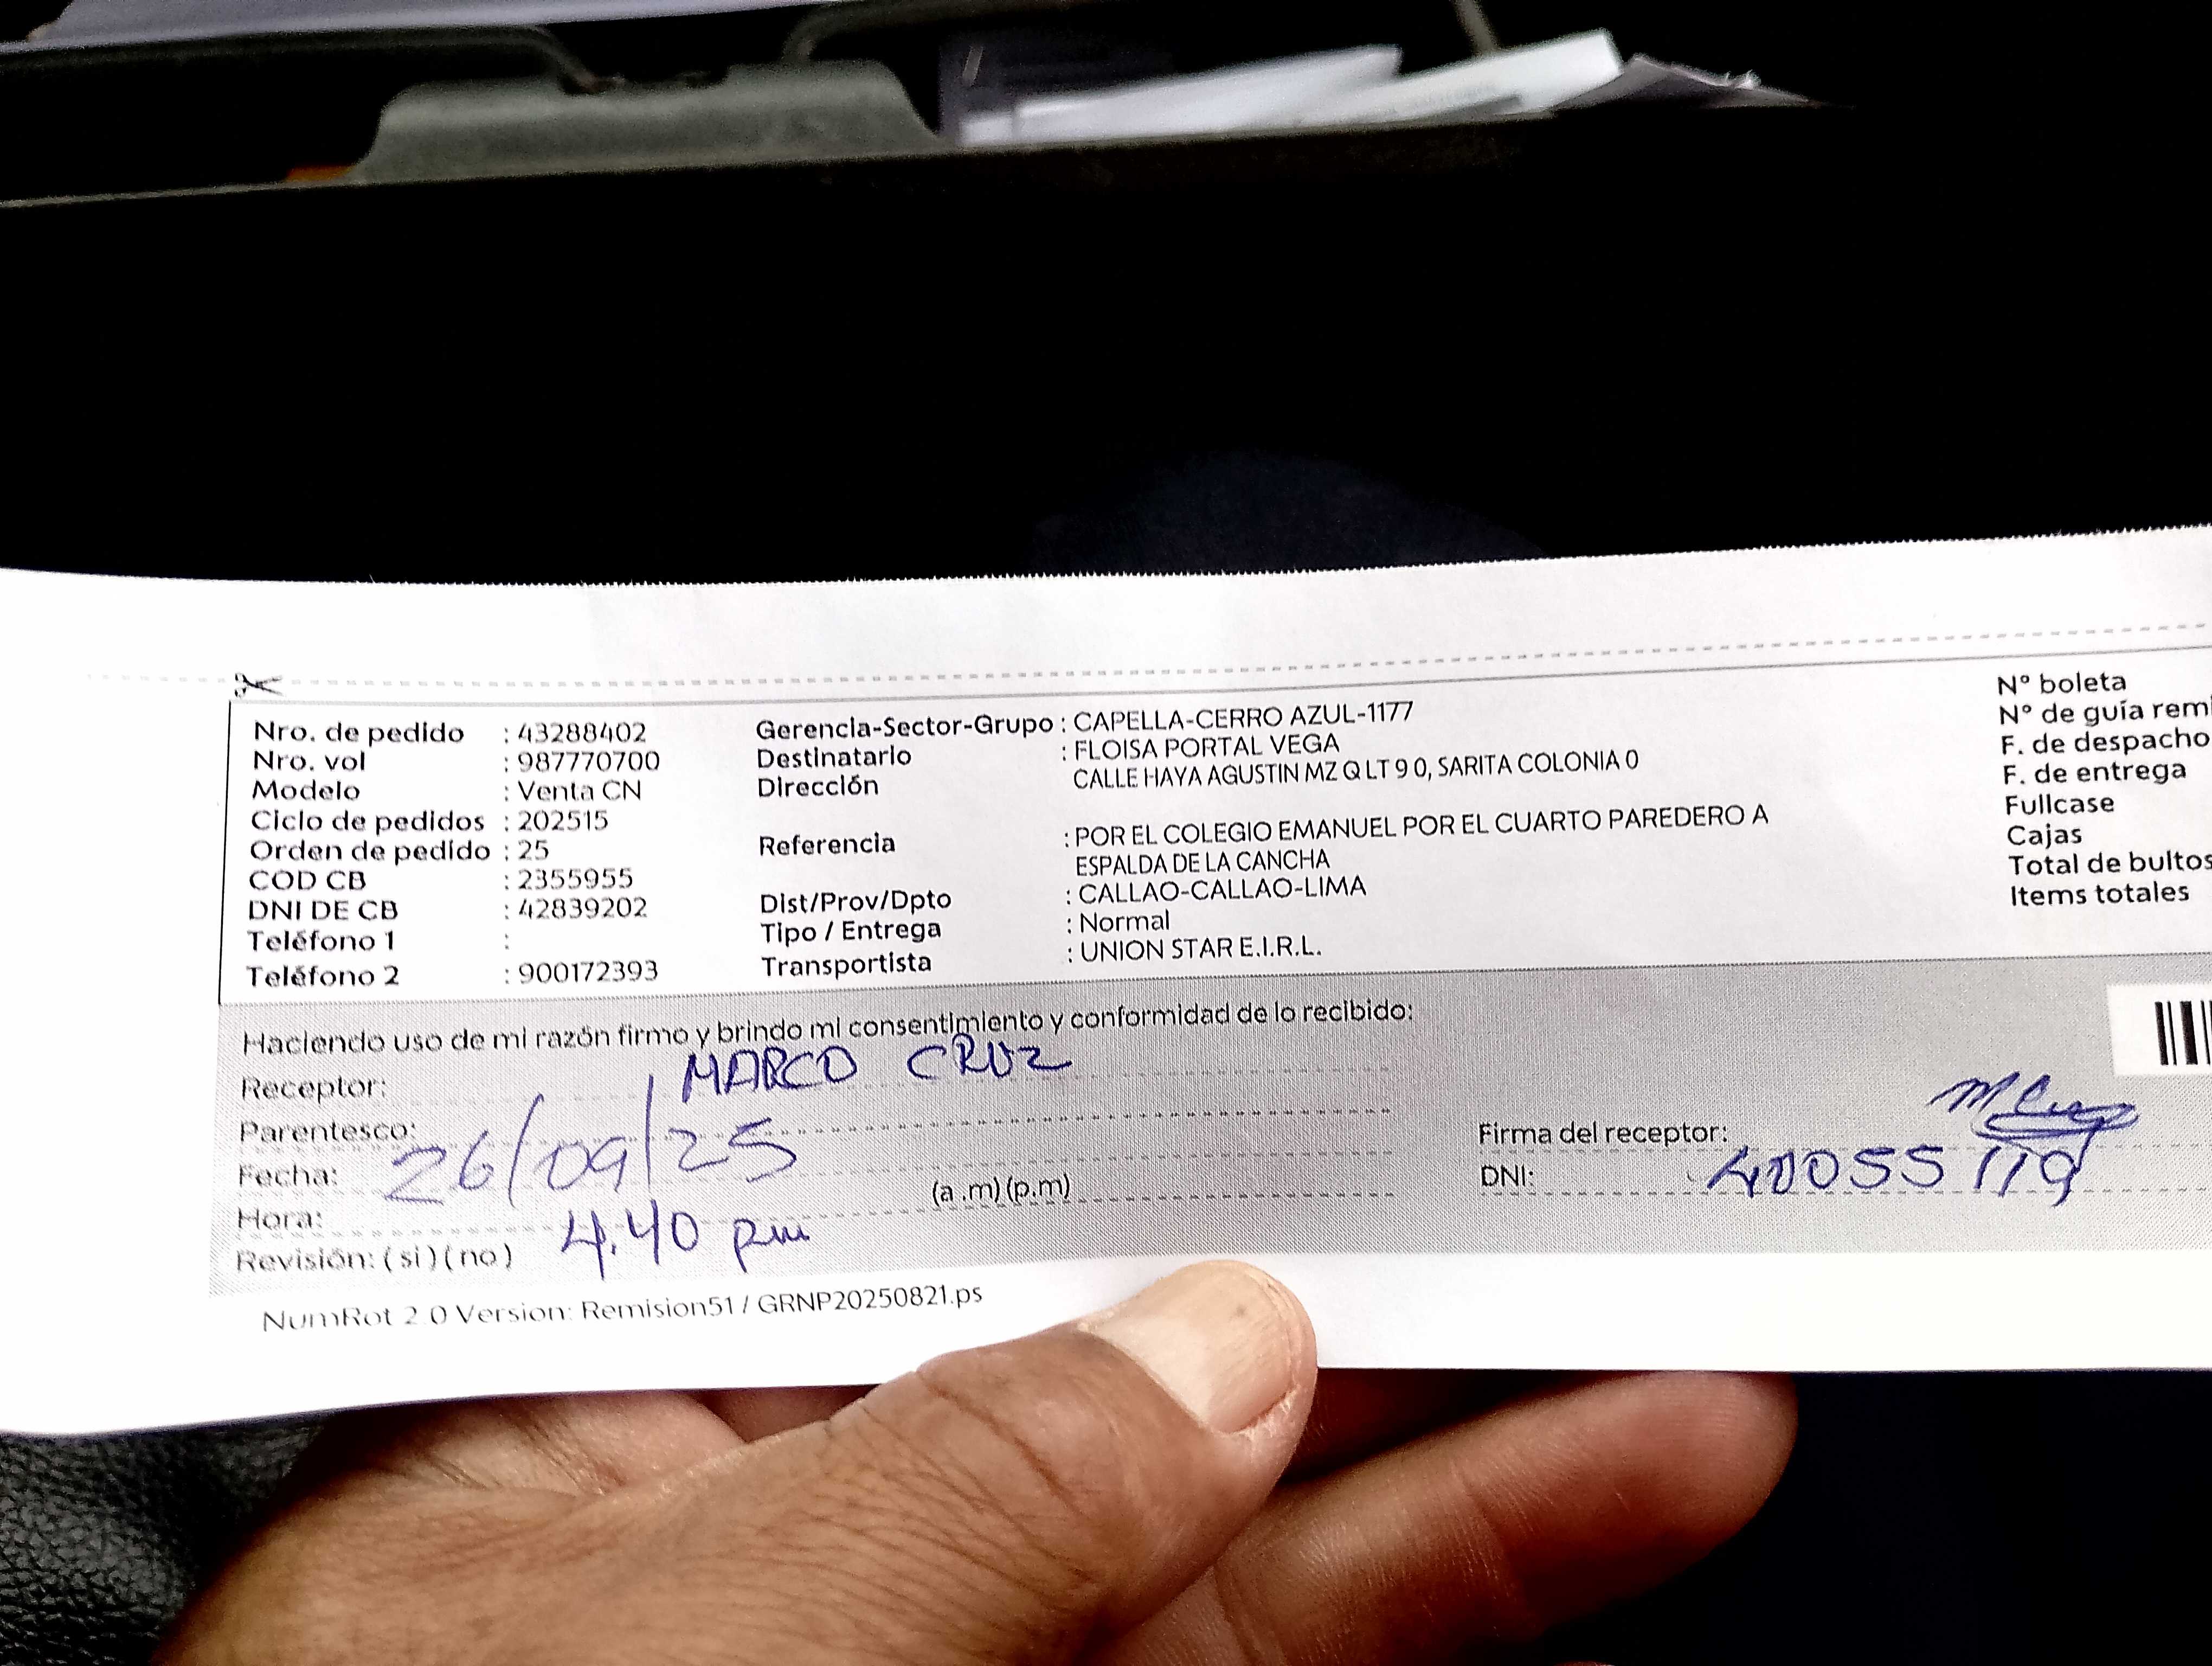 Nro. de pedido : 43288402
Nro. vol : 987770700
Modelo : Venta CN
Ciclo de pedidos : 202515
Orden de pedido : 25
COD CB : 2355955
DNI DE CB : 42839202
Teléfono 1 :
Teléfono 2 : 900172393
Gerencia-Sector-Grupo : CAPELLA-CERRO AZUL-1177
Destinatario : FLOISA PORTAL VEGA
Dirección CALLE HAYA AGUSTIN MZ Q LT 9 0, SARITA COLONIA 0
Referencia : POR EL COLEGIO EMANUEL POR EL CUARTO PAREDERO A
ESPALDA DE LA CANCHA
Dist/Prov/Dpto : CALLAO-CALLAO-LIMA
Tipo / Entrega : Normal
Transportista : UNION STAR E.I.R.L.
N° boleta
N° de guía remi
F. de despacho
F. de entrega
Fullcase
Cajas
Total de bultos
Items totales
Haciendo uso de mi razón firmo y brindo mi consentimiento y conformidad de lo recibido:
Receptor: MARCO CRUZ
Parentesco:
Fecha: 26/09/25
Hora: 4.40 pm (a.m)(p.m)
Revisión: (si)(no)
Firma del receptor: M Cruz
DNI: 40055119
NumRot 2.0 Version: Remision51 / GRNP20250821.ps